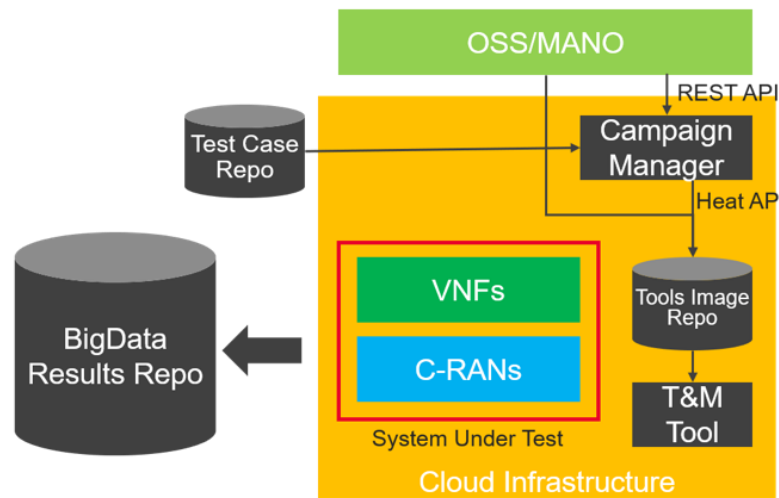 OSS/MANO
REST API
Test Case
Repo
Campaign
Manager
Heat AP
BigData
Results Repo
VNFs
C-RANs
System Under Test
Tools Image
Repo
T&M
Tool
Cloud Infrastructure